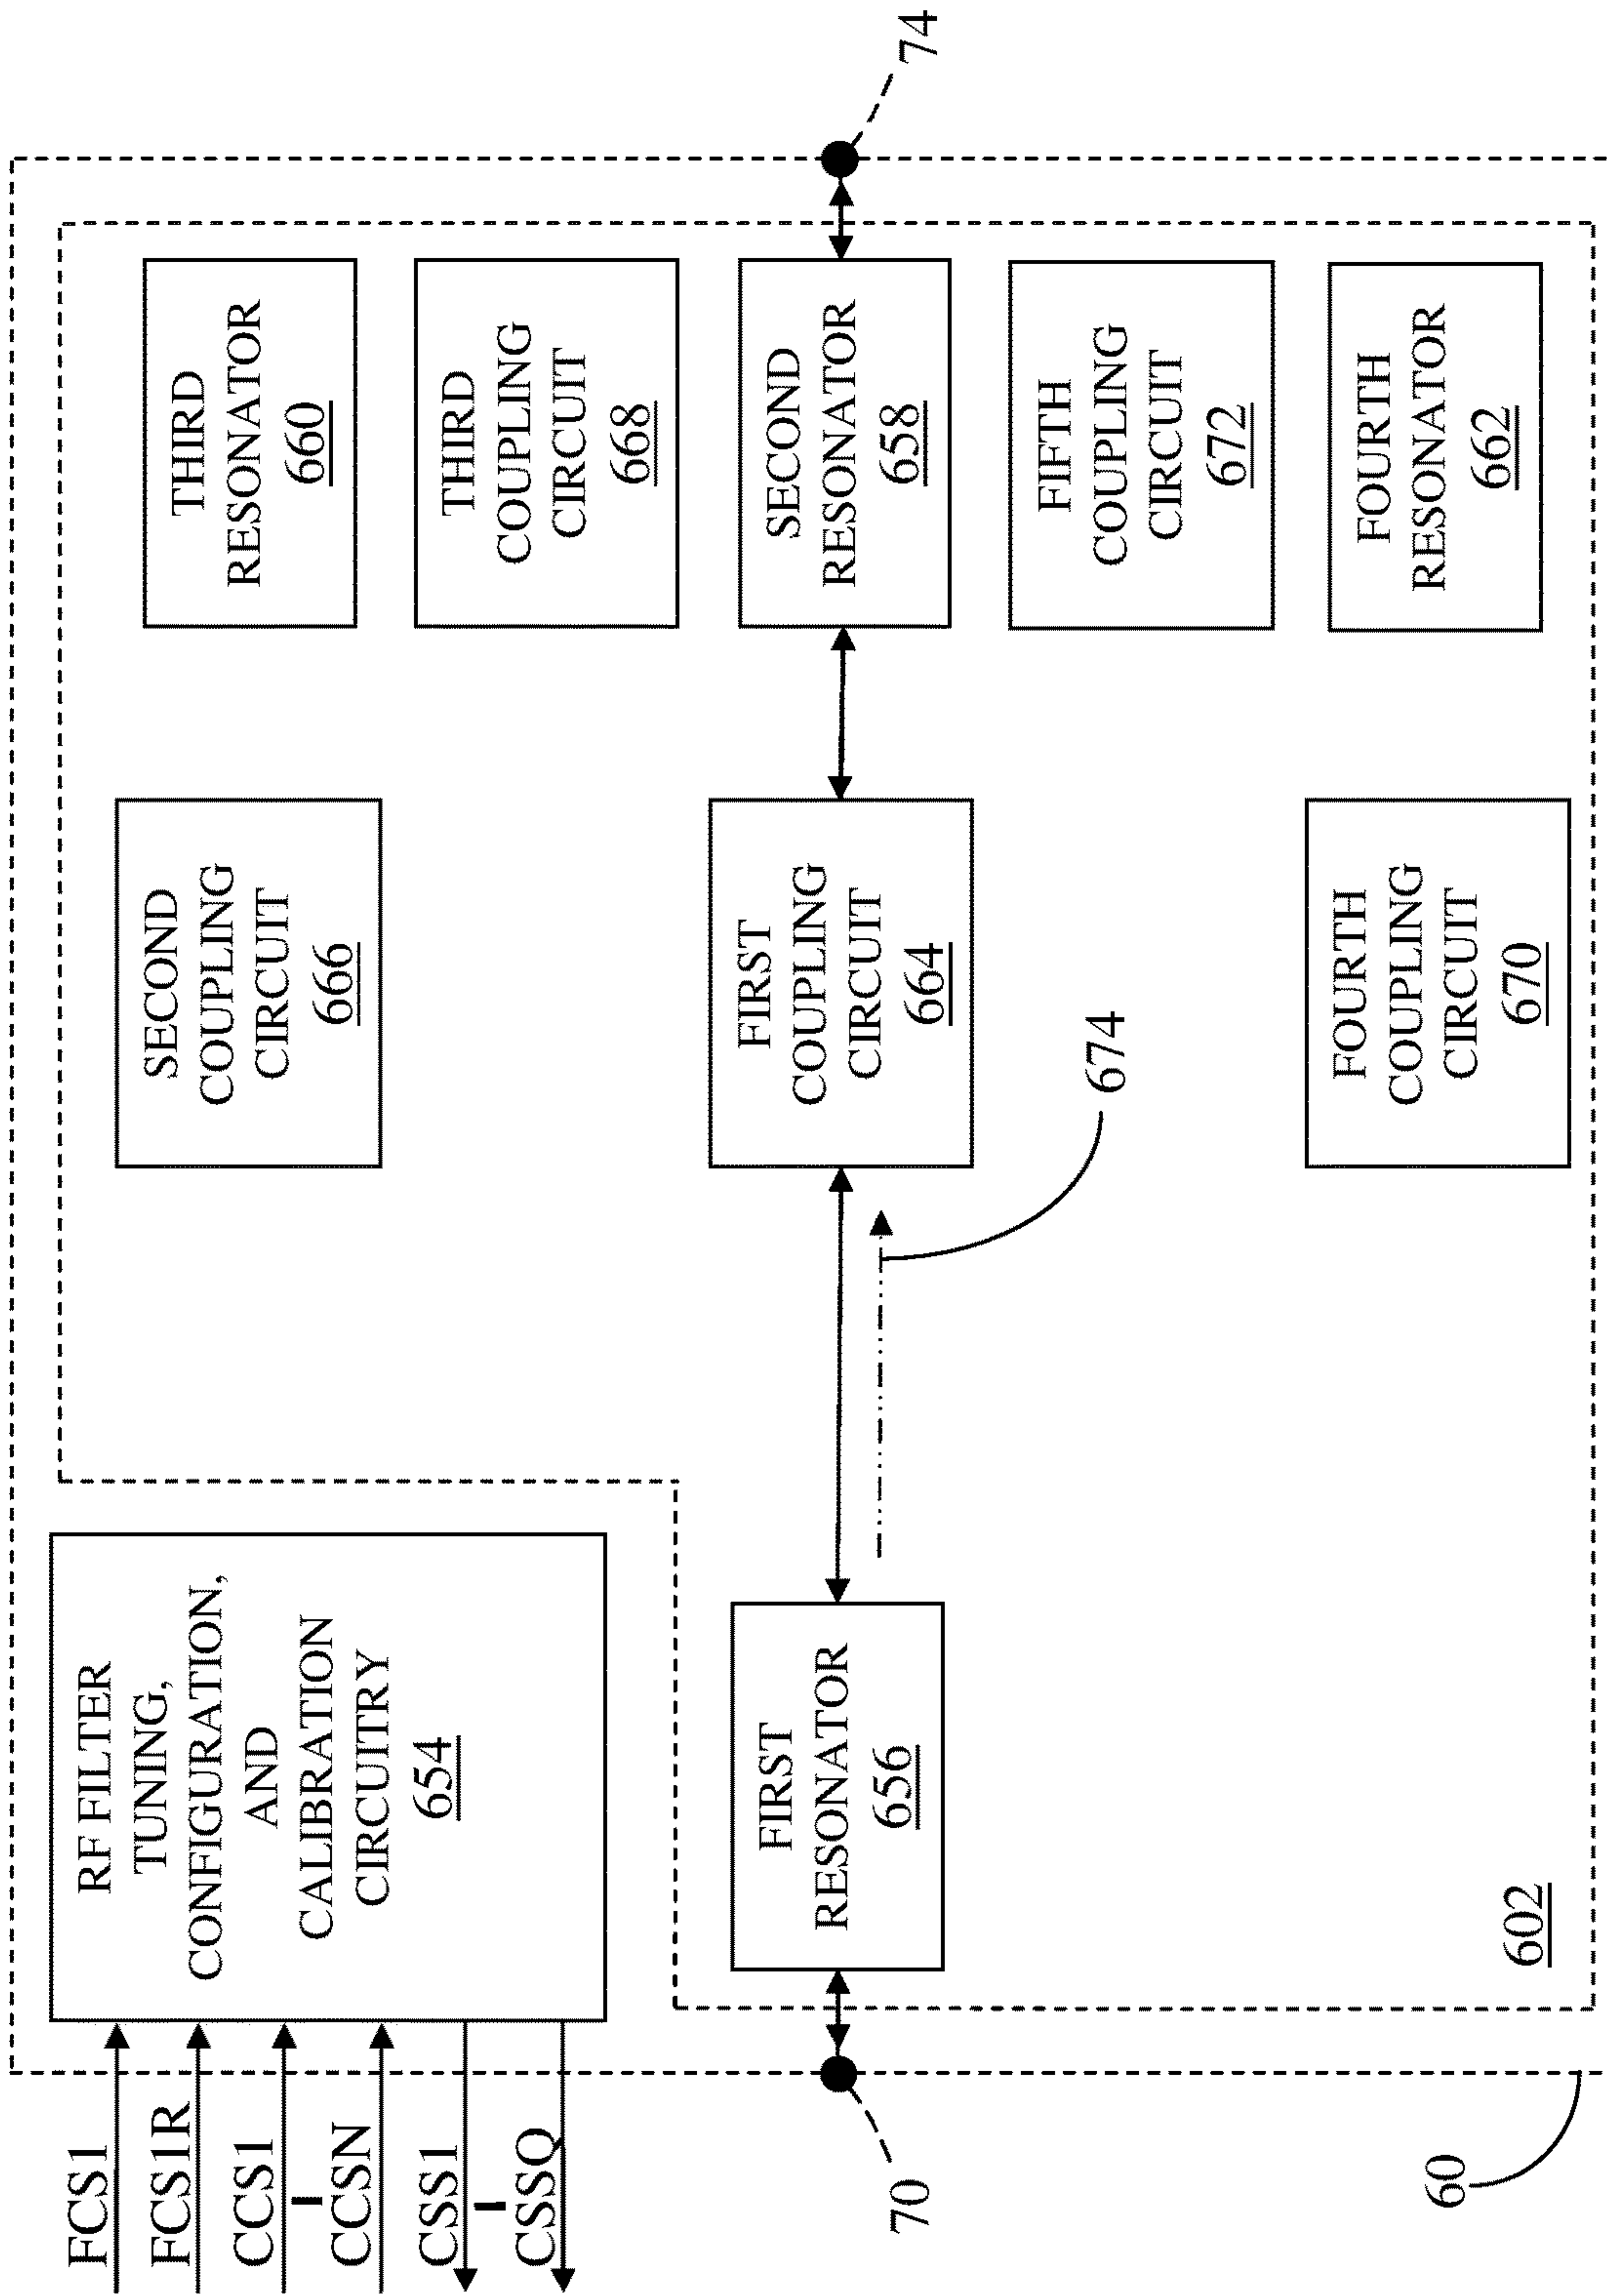 FCS1
FCS1R
CCS1
–
CCSN
CSS1
–
CSSQ
RF FILTER
TUNING,
CONFIGURATION,
AND
CALIBRATION
CIRCUITRY
654
SECOND
COUPLING
CIRCUIT
666
THIRD
RESONATOR
660
THIRD
COUPLING
CIRCUIT
668
70
FIRST
RESONATOR
656
FIRST
COUPLING
CIRCUIT
664
SECOND
RESONATOR
658
74
674
FIFTH
COUPLING
CIRCUIT
672
FOURTH
COUPLING
CIRCUIT
670
FOURTH
RESONATOR
662
602
60